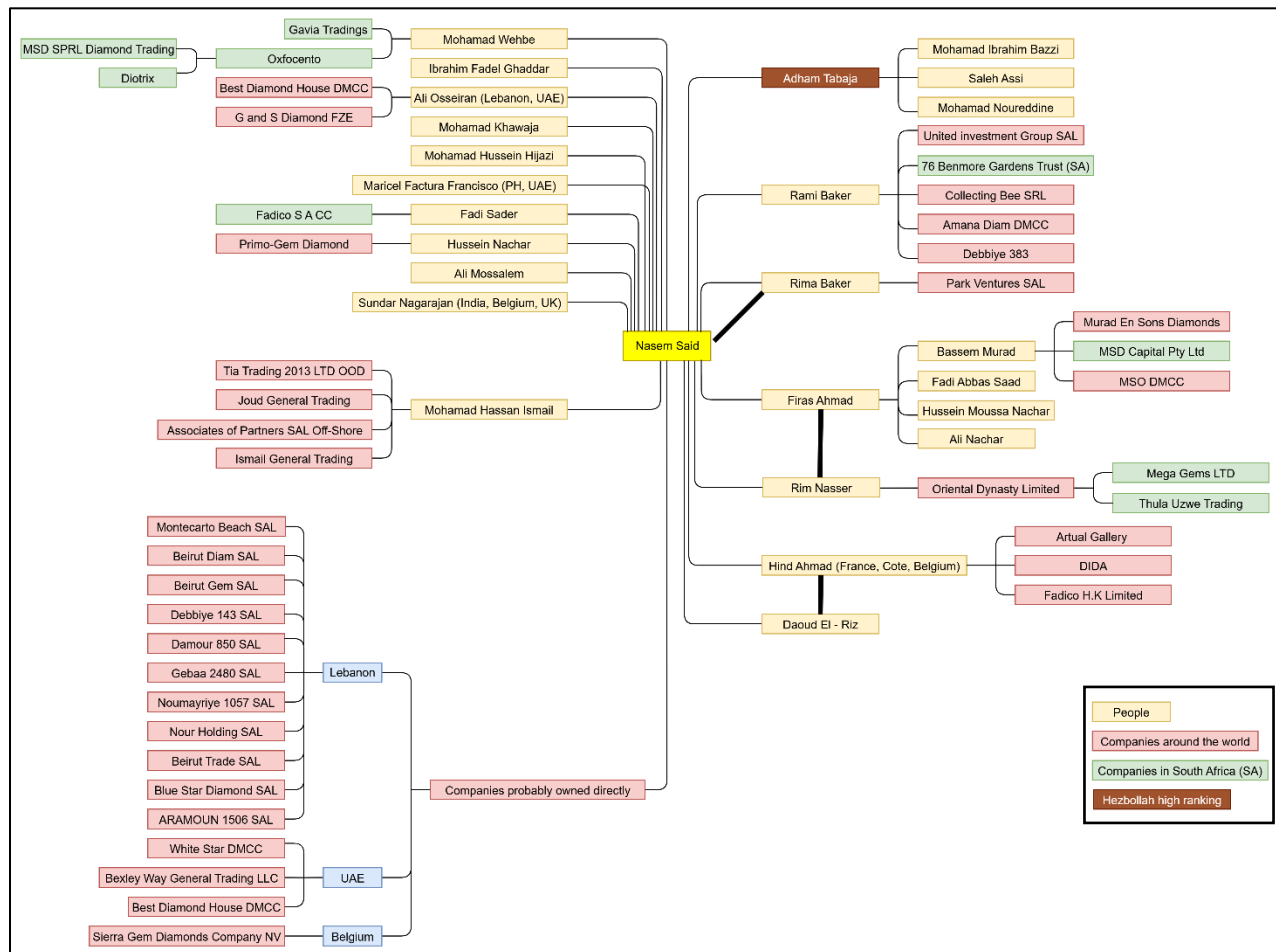 Gavia Tradings
MSD SPRL Diamond Trading
Oxfocento
Diotrix
Mohamad Wehbe
Ibrahim Fadel Ghaddar
Best Diamond House DMCC
G and S Diamond FZE
Ali Osseiran (Lebanon, UAE)
Mohamad Khawaja
Mohamad Hussein Hijazi
Maricel Factura Francisco (PH, UAE)
Fadico S A CC
Fadi Sader
Primo-Gem Diamond
Hussein Nachar
Ali Mossalem
Sundar Nagarajan (India, Belgium, UK)
Nasem Said
Tia Trading 2013 LTD OOD
Joud General Trading
Associates of Partners SAL Off-Shore
Ismail General Trading
Mohamad Hassan Ismail
Montecarto Beach SAL
Beirut Diam SAL
Beirut Gem SAL
Debbiye 143 SAL
Damour 850 SAL
Gebaa 2480 SAL
Noumayriye 1057 SAL
Nour Holding SAL
Beirut Trade SAL
Blue Star Diamond SAL
ARAMOUN 1506 SAL
Lebanon
White Star DMCC
Bexley Way General Trading LLC
Best Diamond House DMCC
UAE
Sierra Gem Diamonds Company NV
Belgium
Companies probably owned directly
Adham Tabaja
Mohamad Ibrahim Bazzi
Saleh Assi
Mohamad Noureddine
Rami Baker
United investment Group SAL
76 Benmore Gardens Trust (SA)
Collecting Bee SRL
Amana Diam DMCC
Debbiye 383
Rima Baker
Park Ventures SAL
Firas Ahmad
Bassem Murad
Fadi Abbas Saad
Hussein Moussa Nachar
Ali Nachar
Murad En Sons Diamonds
MSD Capital Pty Ltd
MSO DMCC
Rim Nasser
Oriental Dynasty Limited
Mega Gems LTD
Thula Uzwe Trading
Hind Ahmad (France, Cote, Belgium)
Artual Gallery
DIDA
Fadico H.K Limited
Daoud El - Riz
People
Companies around the world
Companies in South Africa (SA)
Hezbollah high ranking